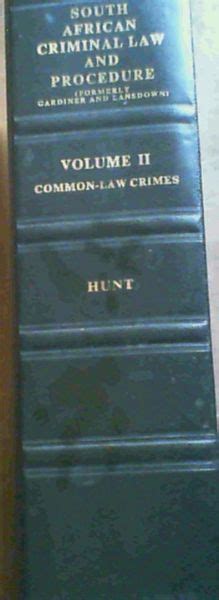 SOUTH
AFRICAN
CRIMINAL LAW
AND
PROCEDURE
(FORMERLY
GARDINER AND LANSDOWN)
VOLUME II
COMMON-LAW CRIMES
HUNT